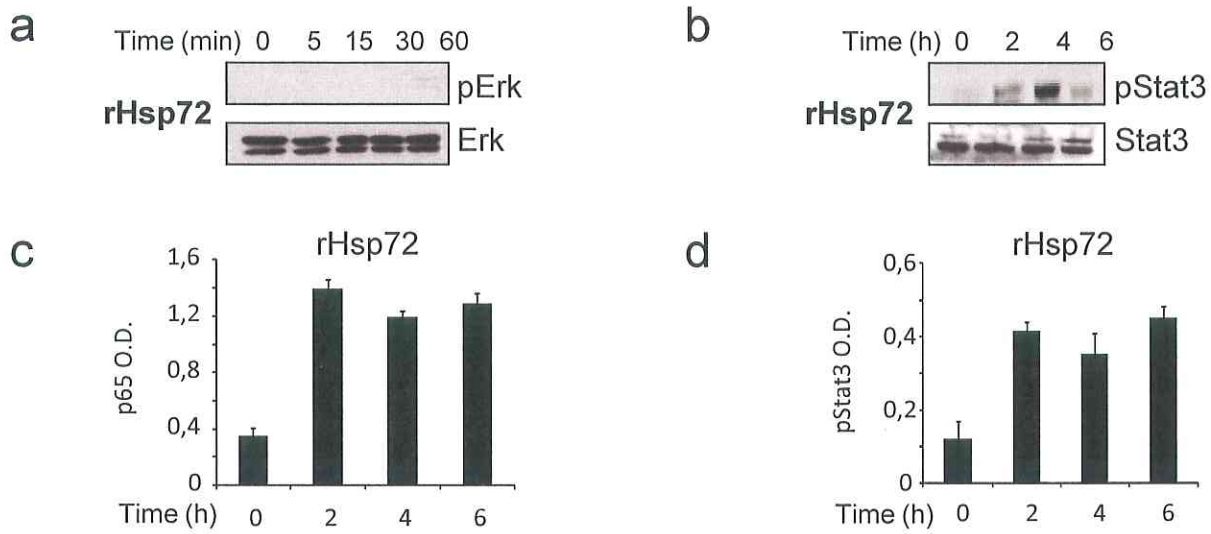 a
Time (min) 0 5 15 30 60
rHsp72
pErk
Erk
b
Time (h) 0 2 4 6
rHsp72
pStat3
Stat3
c
rHsp72
p65 O.D.
1,6
1,2
0,8
0,4
0
Time (h) 0 2 4 6
d
rHsp72
pStat3 O.D.
0,6
0,4
0,2
0
Time (h) 0 2 4 6